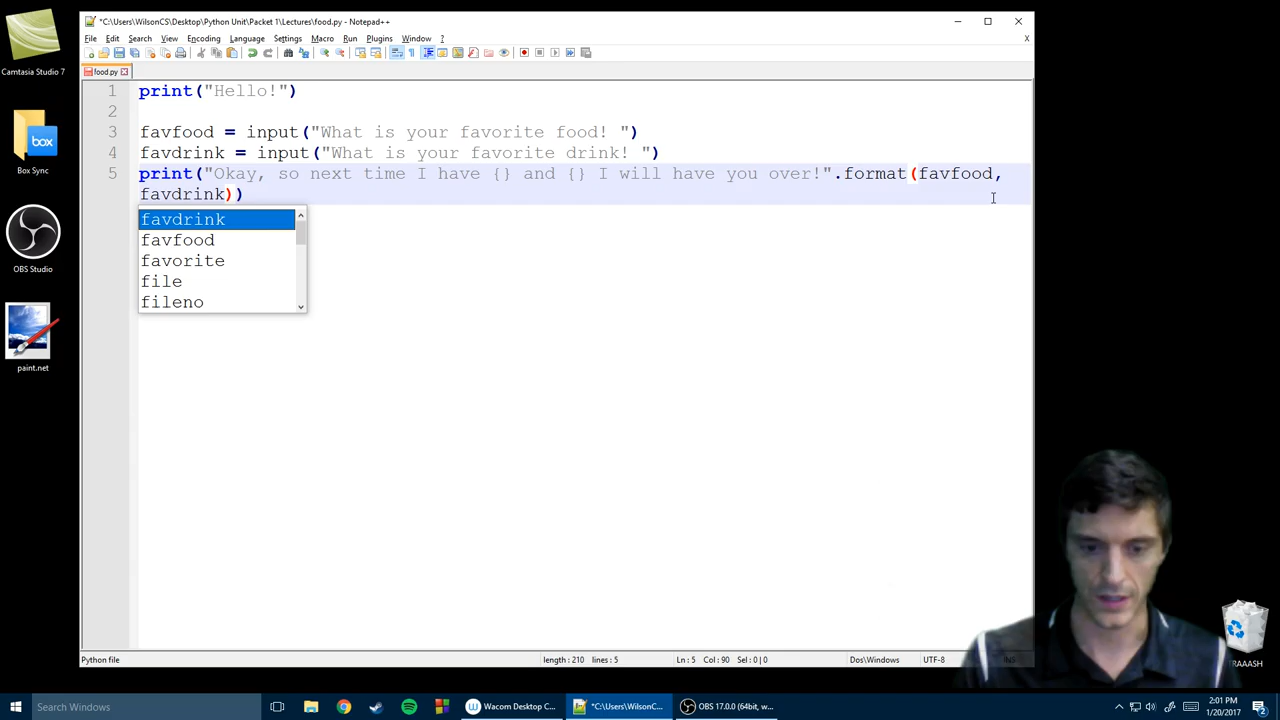 Camtasia Studio 7
box
Box Sync
OBS Studio
paint.net
*C:\Users\WilsonCS\Desktop\Python Unit\Packet 1\Lectures\food.py - Notepad++
File Edit Search View Encoding Language Settings Macro Run Plugins Window ? X
food.py
1 print("Hello!")
2
3 favfood = input("What is your favorite food! ")
4 favdrink = input("What is your favorite drink! ")
5 print("Okay, so next time I have {} and {} I will have you over!".format(favfood,
favdrink))
favdrink
favfood
favorite
file
fileno
Python file length : 210 lines : 5 Ln : 5 Col : 90 Sel : 0 | 0 Dos\Windows UTF-8 INS
RAAASH
Search Windows
Wacom Desktop C...
*C:\Users\WilsonC...
OBS 17.0.0 (64bit, w...
2:01 PM
1/20/2017
2